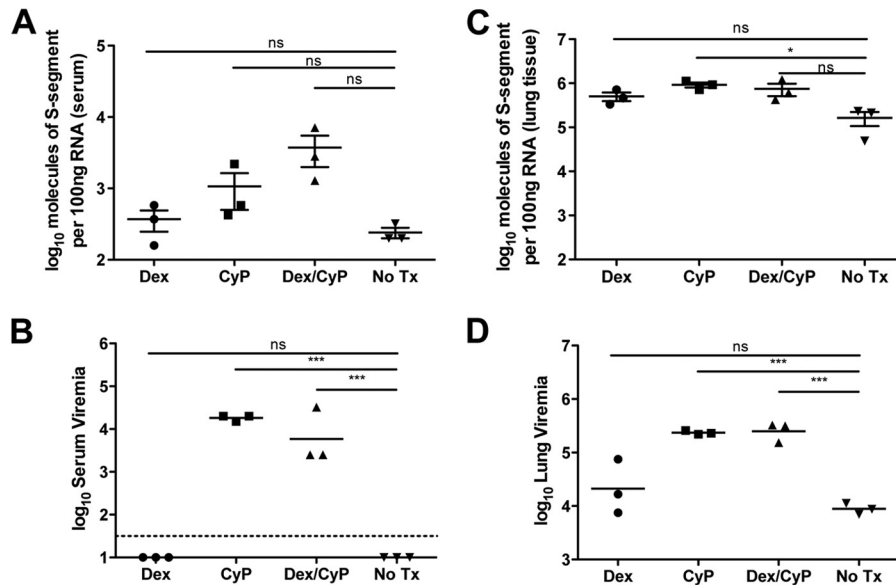 A
log10 molecules of S-segment
per 100ng RNA (serum)
5
4
3
2
ns
ns
ns
Dex CyP Dex/CyP No Tx
C
log10 molecules of S-segment
per 100ng RNA (lung tissue)
7
6
5
4
3
2
ns
*
ns
Dex CyP Dex/CyP No Tx
B
log10 Serum Viremia
6
5
4
3
2
1
ns
***
***
Dex CyP Dex/CyP No Tx
D
log10 Lung Viremia
7
6
5
4
3
ns
***
***
Dex CyP Dex/CyP No Tx